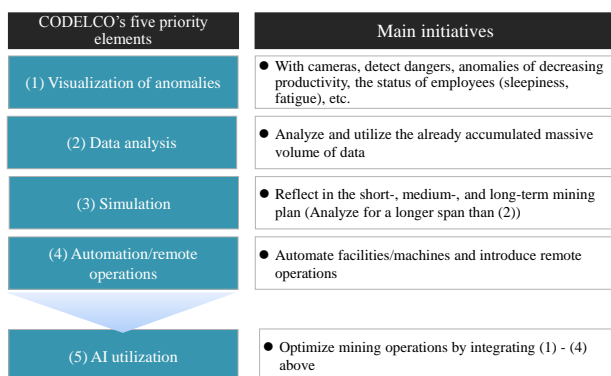 CODELCO's five priority
elements
Main initiatives
(1) Visualization of anomalies
● With cameras, detect dangers, anomalies of decreasing
productivity, the status of employees (sleepiness,
fatigue), etc.
(2) Data analysis
● Analyze and utilize the already accumulated massive
volume of data
(3) Simulation
● Reflect in the short-, medium-, and long-term mining
plan (Analyze for a longer span than (2))
(4) Automation/remote
operations
● Automate facilities/machines and introduce remote
operations
(5) AI utilization
● Optimize mining operations by integrating (1) - (4)
above